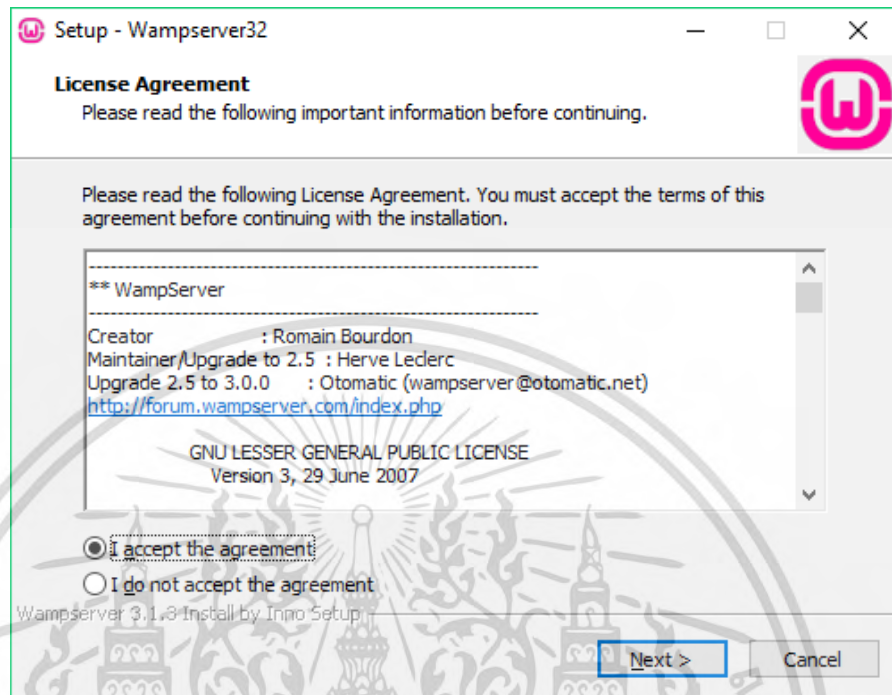 Setup - Wampserver32
License Agreement
Please read the following important information before continuing.
Please read the following License Agreement. You must accept the terms of this
agreement before continuing with the installation.
---------------------------------------------------------------
** WampServer
---------------------------------------------------------------
Creator : Romain Bourdon
Maintainer/Upgrade to 2.5 : Herve Leclerc
Upgrade 2.5 to 3.0.0 : Otomatic (wampserver@otomatic.net)
http://forum.wampserver.com/index.php
GNU LESSER GENERAL PUBLIC LICENSE
Version 3, 29 June 2007
I accept the agreement
I do not accept the agreement
Wampserver 3.1.3 Install by Inno Setup
Next > Cancel